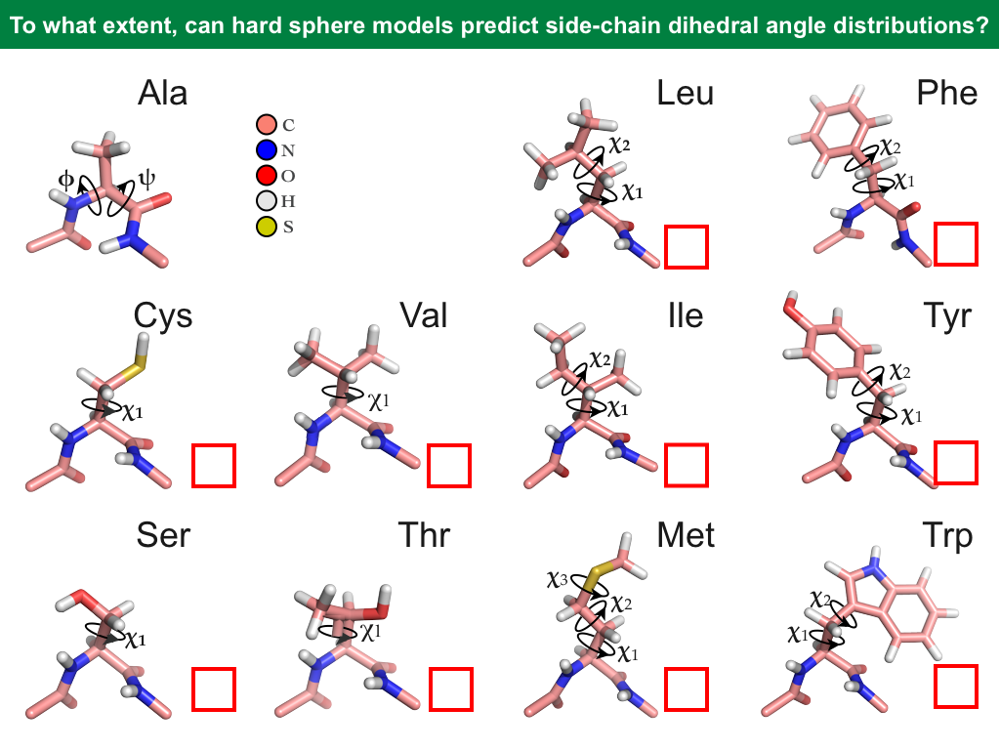 To what extent, can hard sphere models predict side-chain dihedral angle distributions?
Ala
Leu
Phe
C
N
O
H
S
ϕ
ψ
χ2
χ1
χ2
χ1
Cys
Val
Ile
Tyr
χ1
χ1
χ2
χ1
χ2
χ1
Ser
Thr
Met
Trp
χ1
χ1
χ3
χ2
χ1
χ2
χ1